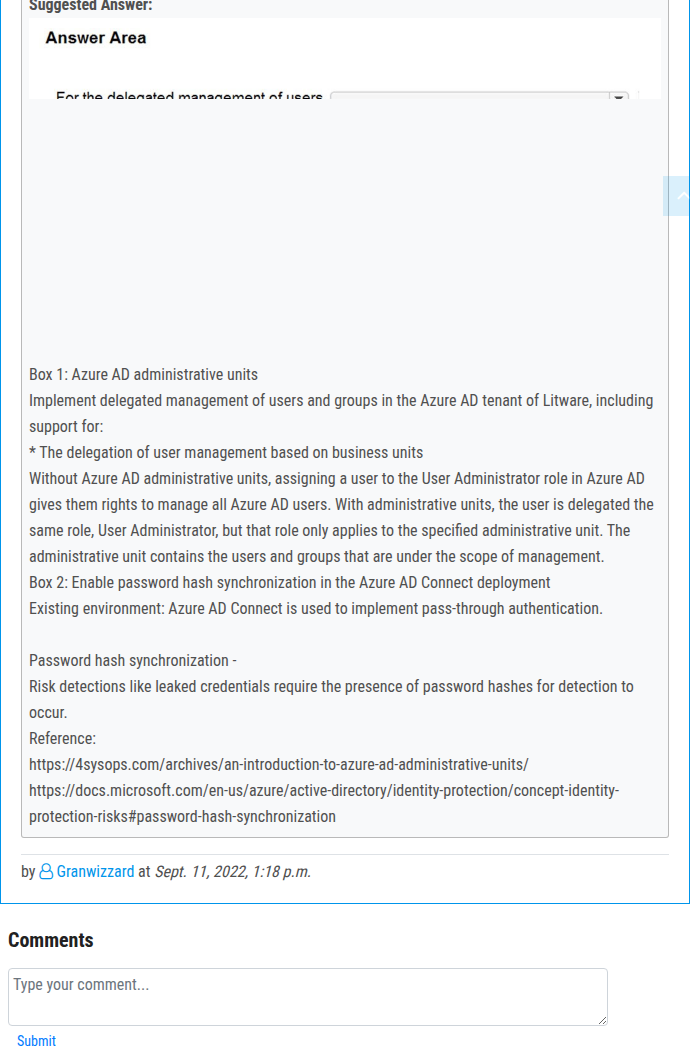 Suggested Answer:
Answer Area
For the delegated management of users
Box 1: Azure AD administrative units
Implement delegated management of users and groups in the Azure AD tenant of Litware, including
support for:
* The delegation of user management based on business units
Without Azure AD administrative units, assigning a user to the User Administrator role in Azure AD
gives them rights to manage all Azure AD users. With administrative units, the user is delegated the
same role, User Administrator, but that role only applies to the specified administrative unit. The
administrative unit contains the users and groups that are under the scope of management.
Box 2: Enable password hash synchronization in the Azure AD Connect deployment
Existing environment: Azure AD Connect is used to implement pass-through authentication.
Password hash synchronization -
Risk detections like leaked credentials require the presence of password hashes for detection to
occur.
Reference:
https://4sysops.com/archives/an-introduction-to-azure-ad-administrative-units/
https://docs.microsoft.com/en-us/azure/active-directory/identity-protection/concept-identity-
protection-risks#password-hash-synchronization
by Granwizzard at Sept. 11, 2022, 1:18 p.m.
Comments
Type your comment...
Submit